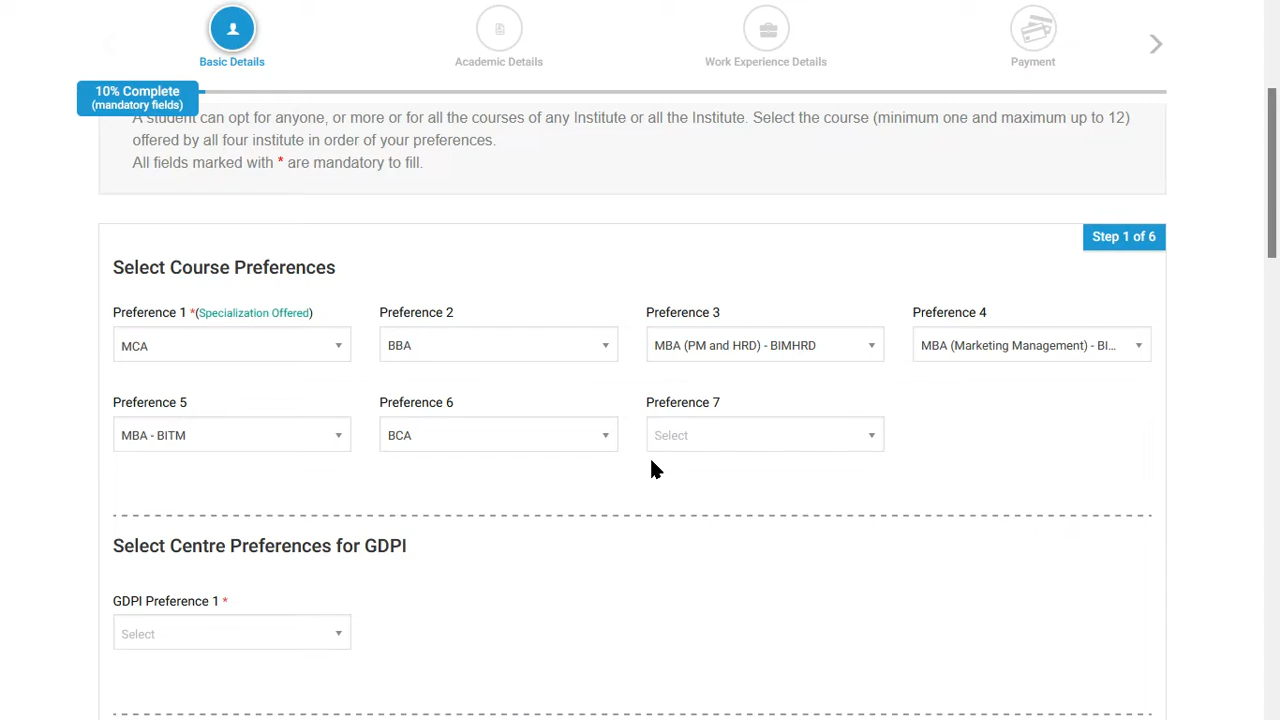 Basic Details
Academic Details
Work Experience Details
Payment
10% Complete
(mandatory fields)
A student can opt for anyone, or more or for all the courses of any Institute or all the Institute. Select the course (minimum one and maximum up to 12)
offered by all four institute in order of your preferences.
All fields marked with * are mandatory to fill.
Step 1 of 6
Select Course Preferences
Preference 1 *(Specialization Offered)
Preference 2
Preference 3
Preference 4
MCA
BBA
MBA (PM and HRD) - BIMHRD
MBA (Marketing Management) - BI...
Preference 5
Preference 6
Preference 7
MBA - BITM
BCA
Select
Select Centre Preferences for GDPI
GDPI Preference 1 *
Select